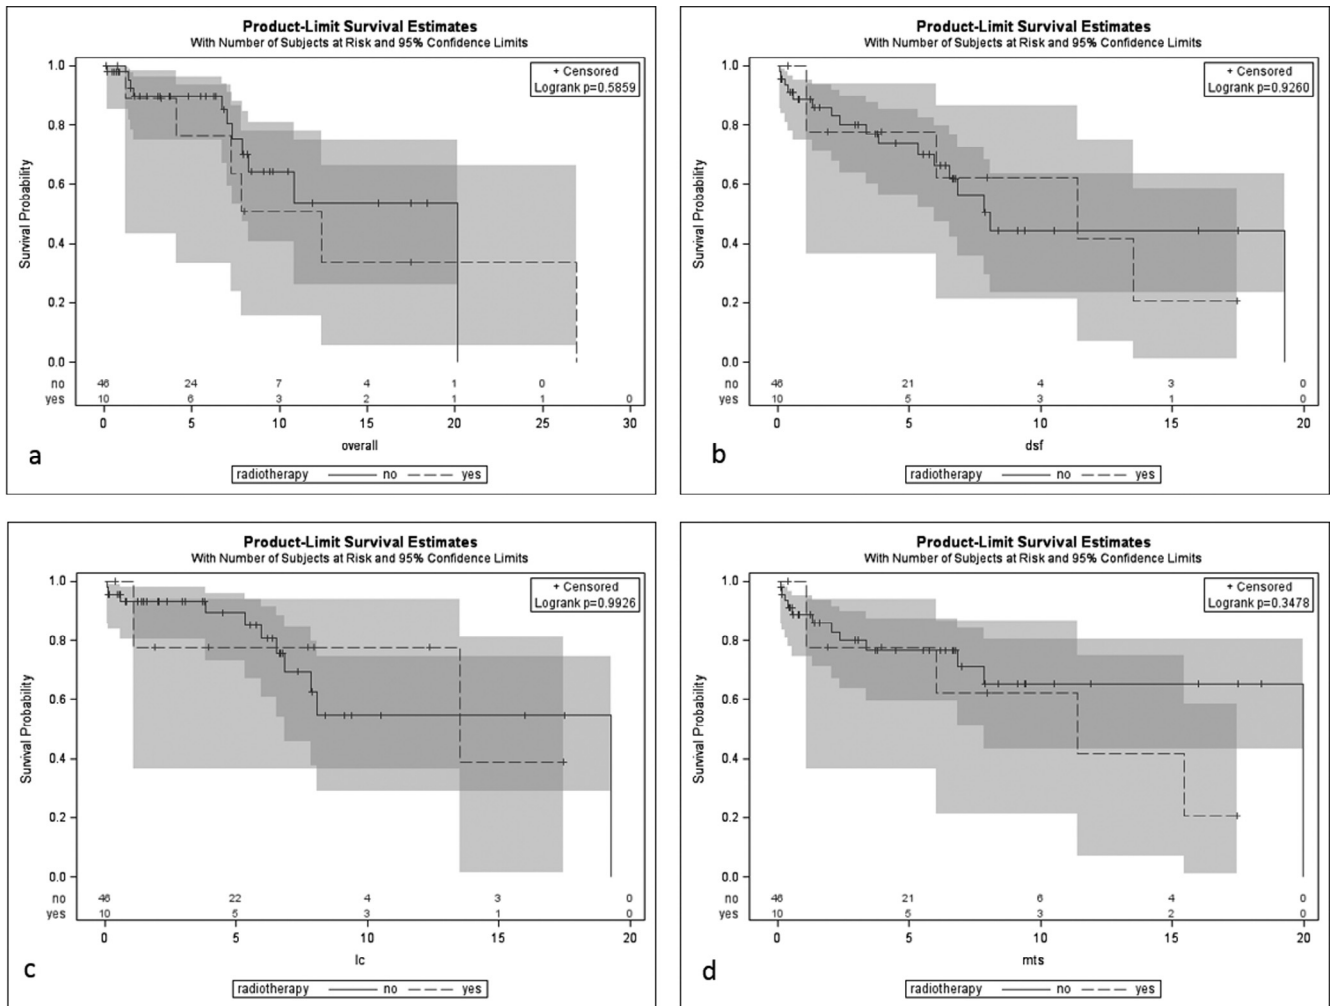 Product-Limit Survival Estimates
With Number of Subjects at Risk and 95% Confidence Limits
+ Censored
Logrank p=0.5859
Survival Probability
1.0
0.8
0.6
0.4
0.2
0.0
no 46 24 7 4 1 0
yes 10 6 3 2 1 1 0
0 5 10 15 20 25 30
overall
a
radiotherapy no yes
Product-Limit Survival Estimates
With Number of Subjects at Risk and 95% Confidence Limits
+ Censored
Logrank p=0.9260
Survival Probability
1.0
0.8
0.6
0.4
0.2
0.0
no 46 21 4 3 0
yes 10 5 3 1 0
0 5 10 15 20
dsf
b
radiotherapy no yes
Product-Limit Survival Estimates
With Number of Subjects at Risk and 95% Confidence Limits
+ Censored
Logrank p=0.9926
Survival Probability
1.0
0.8
0.6
0.4
0.2
0.0
no 46 22 4 3 0
yes 10 5 3 1 0
0 5 10 15 20
lc
c
radiotherapy no yes
Product-Limit Survival Estimates
With Number of Subjects at Risk and 95% Confidence Limits
+ Censored
Logrank p=0.3478
Survival Probability
1.0
0.8
0.6
0.4
0.2
0.0
no 46 21 6 4 0
yes 10 5 3 2 0
0 5 10 15 20
mts
d
radiotherapy no yes